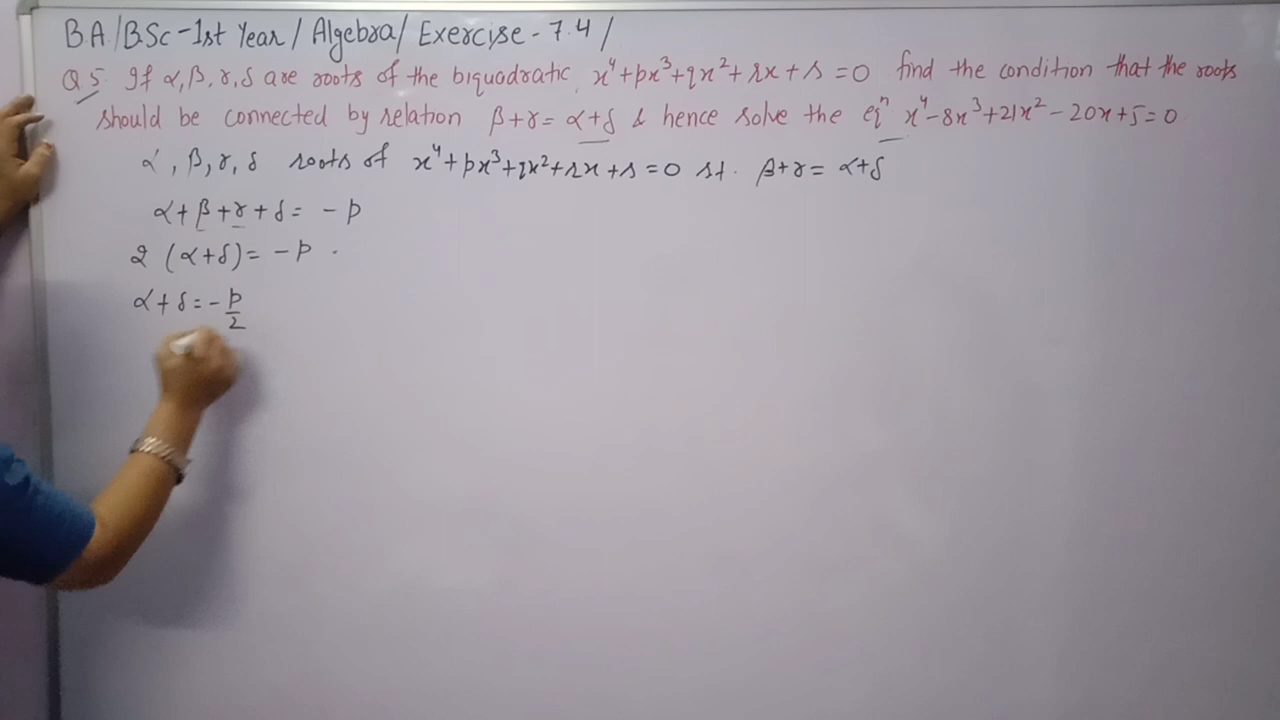 BA/BSc-1st Year/ Algebra/ Exercise-7.4/
Q5. If α, β, γ, δ are roots of the biquadratic x⁴+px³+qx²+rx+s=0 find the condition that the roots
should be connected by relation β+γ=α+δ & hence solve the eqⁿ x⁴-8x³+21x²-20x+5=0
α, β, γ, δ roots of x⁴+px³+qx²+rx+s=0 st. β+γ= α+δ
α+β+γ+δ= -p
2 (α+δ)= -p .
α+δ= -p/2